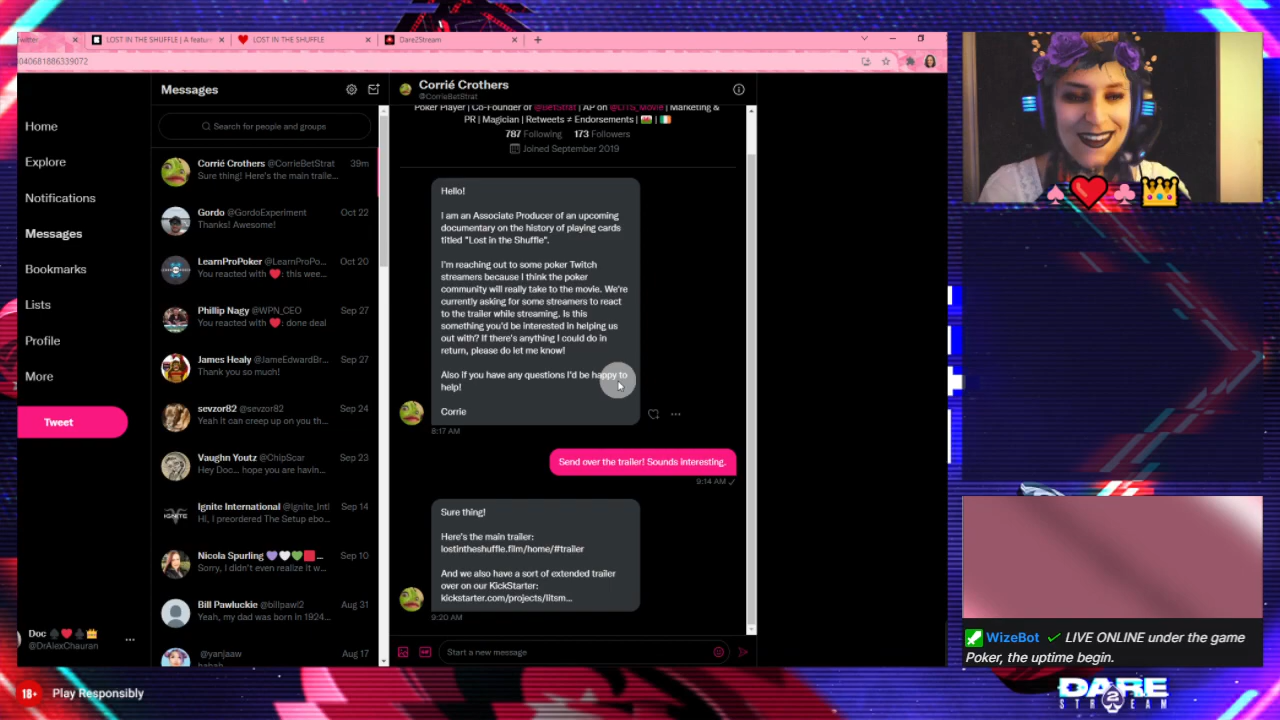 LOST IN THE SHUFFLE | A featur
LOST IN THE SHUFFLE
Dare2Stream
040681886339072
Home
Explore
Notifications
Messages
Bookmarks
Lists
Profile
More
Tweet
Doc
@DrAlexChauran
Messages
Search for people and groups
Corrié Crothers @CorrieBetStrat 39m
Sure thing! Here's the main traile...
Gordo @GordoExperiment Oct 22
Thanks! Awesome!
LearnProPoker @LearnProPo... Oct 20
You reacted with ❤️: this wee...
Phillip Nagy @WPN_CEO Sep 27
You reacted with ❤️: done deal
James Healy @JameEdwardBr... Sep 27
Thank you so much!
sevzor82 @sevzor82 Sep 24
Yeah it can creep up on you th...
Vaughn Youtz @ChipScar Sep 23
Hey Doc... hope you are havin...
Ignite International @Ignite_Intl Sep 14
Hi, I preordered The Setup ebo...
Nicola Spurling 💜🤍💚🟥... Sep 10
Sorry, I didn't even realize it w...
Bill Pawluckie @billpawl2 Aug 31
Yeah, my dad was born in 1924...
@yanjaaw Aug 17
hahah
Corrié Crothers
@CorrieBetStrat
Poker Player | Co-Founder of @BetStrat | AP on @LITS_Movie | Marketing &
PR | Magician | Retweets ≠ Endorsements | 🏴󠁧󠁢󠁷󠁬󠁳󠁿 | 🇮🇪
787 Following 173 Followers
Joined September 2019
Hello!
I am an Associate Producer of an upcoming
documentary on the history of playing cards
titled "Lost in the Shuffle".
I'm reaching out to some poker Twitch
streamers because I think the poker
community will really take to the movie. We're
currently asking for some streamers to react
to the trailer while streaming. Is this
something you'd be interested in helping us
out with? If there's anything I could do in
return, please do let me know!
Also if you have any questions I'd be happy to
help!
Corrie
8:17 AM
Send over the trailer! Sounds interesting.
9:14 AM ✓
Sure thing!
Here's the main trailer:
lostintheshuffle.film/home/#trailer
And we also have a sort of extended trailer
over on our KickStarter:
kickstarter.com/projects/litsm...
9:20 AM
GIF
Start a new message
WizeBot ✓ LIVE ONLINE under the game
Poker, the uptime begin.
18+ Play Responsibly
DARE
2
STREAM